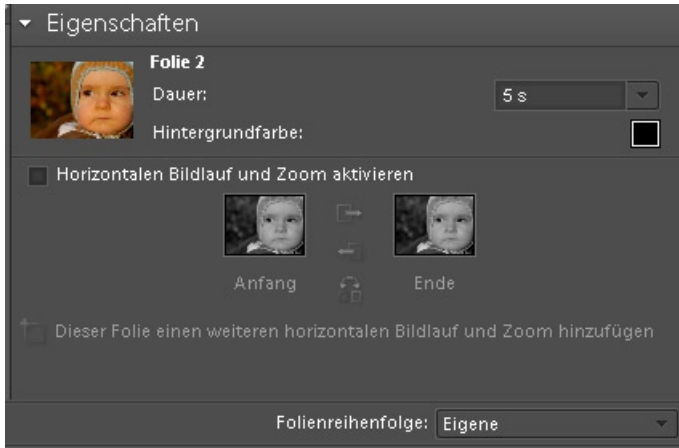 Eigenschaften
Folie 2
Dauer: 5 s
Hintergrundfarbe:
Horizontalen Bildlauf und Zoom aktivieren
Anfang Ende
Dieser Folie einen weiteren horizontalen Bildlauf und Zoom hinzufügen
Folienreihenfolge: Eigene